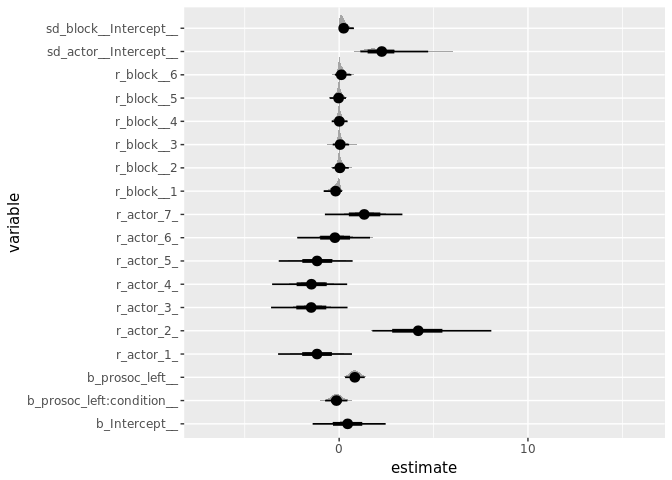 sd_block__Intercept__
sd_actor__Intercept__
r_block__6
r_block__5
r_block__4
r_block__3
r_block__2
r_block__1
r_actor_7_
r_actor_6_
r_actor_5_
r_actor_4_
r_actor_3_
r_actor_2_
r_actor_1_
b_prosoc_left__
b_prosoc_left:condition__
b_Intercept__
variable
0
10
estimate